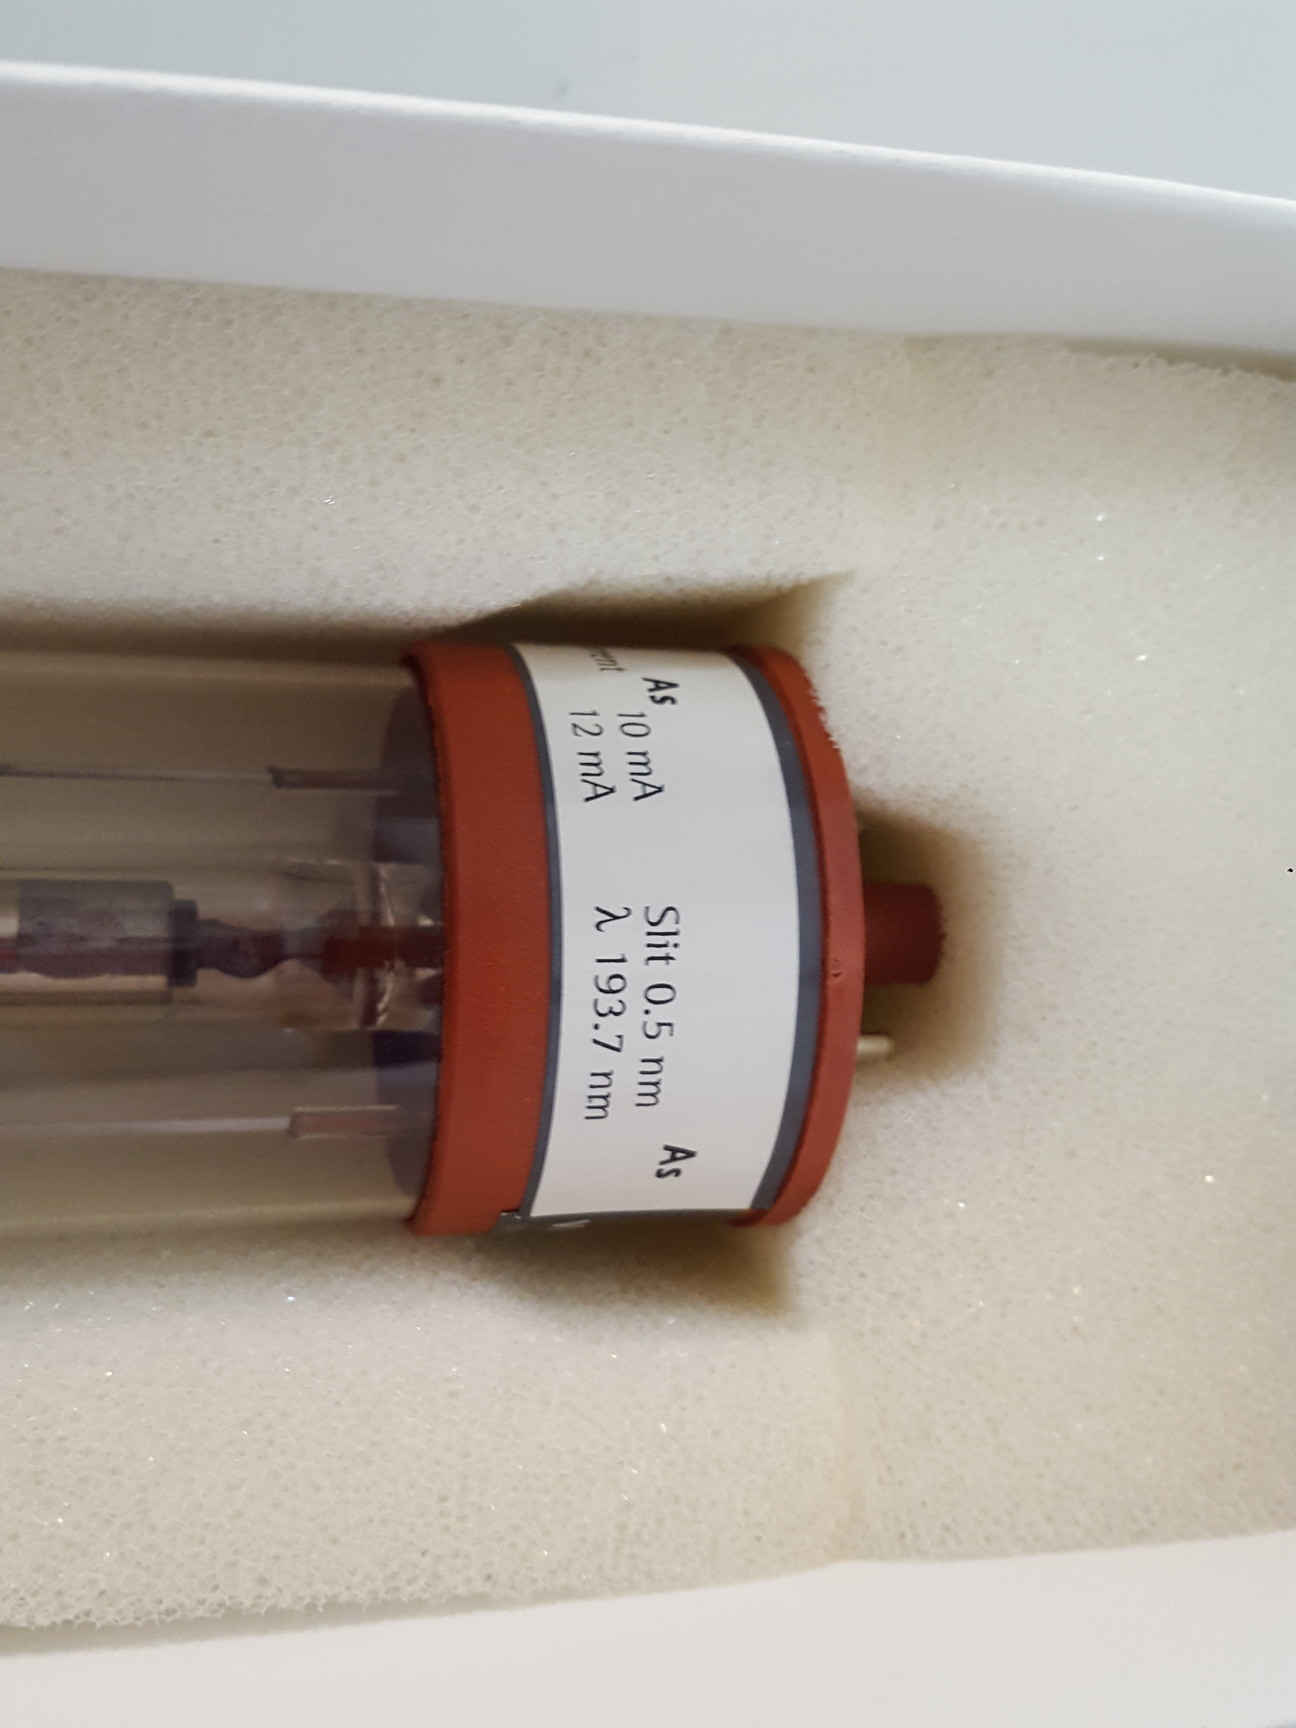 As
10 mA
12 mA
Slit 0.5 nm
λ 193.7 nm
As